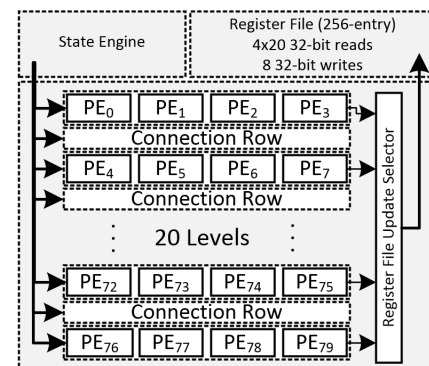 State Engine
Register File (256-entry)
4x20 32-bit reads
8 32-bit writes
PE0 PE1 PE2 PE3
Connection Row
PE4 PE5 PE6 PE7
Connection Row
20 Levels
PE72 PE73 PE74 PE75
Connection Row
PE76 PE77 PE78 PE79
Register File Update Selector